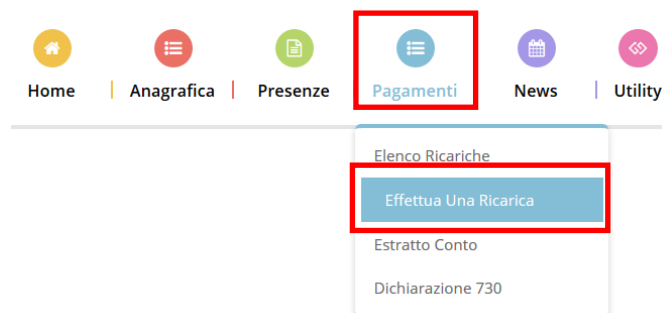 Home Anagrafica Presenze Pagamenti News Utility
Elenco Ricariche
Effettua Una Ricarica
Estratto Conto
Dichiarazione 730